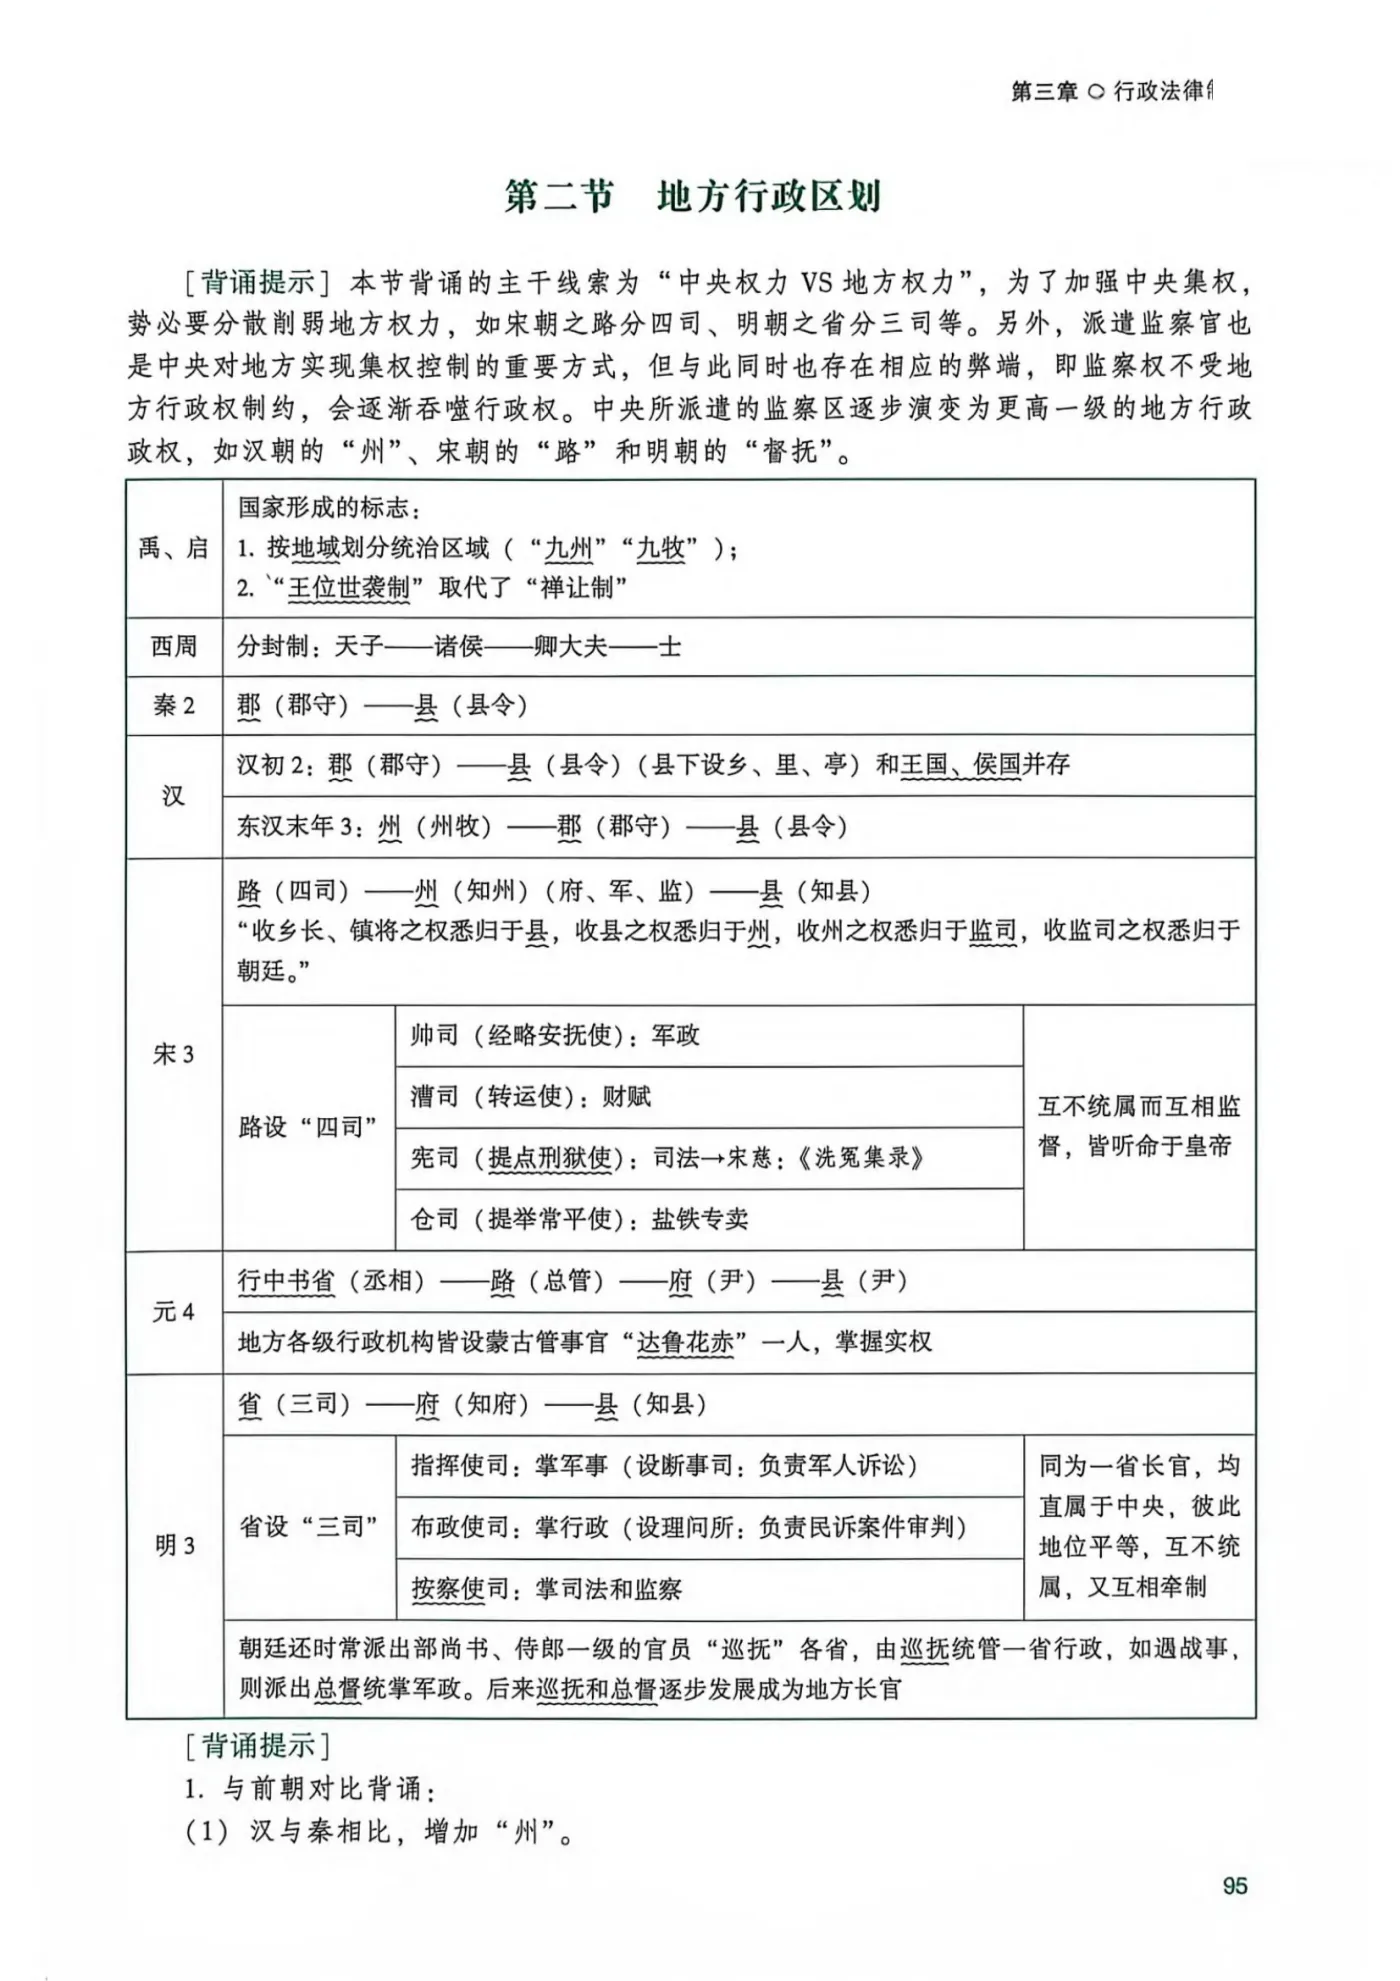 第三章○行政法律
第二节 地方行政区划
[背诵提示] 本节背诵的主干线索为“中央权力 VS 地方权力”，为了加强中央集权，
势必要分散削弱地方权力，如宋朝之路分四司、明朝之省分三司等。另外，派遣监察官也
是中央对地方实现集权控制的重要方式，但与此同时也存在相应的弊端，即监察权不受地
方行政权制约，会逐渐吞噬行政权。中央所派遣的监察区逐步演变为更高一级的地方行政
政权，如汉朝的“州”、宋朝的“路”和明朝的“督抚”。
禹、启
国家形成的标志：
1. 按地域划分统治区域（“九州”“九牧”）；
2. “王位世袭制”取代了“禅让制”
西周
分封制：天子——诸侯——卿大夫——士
秦 2
郡（郡守）——县（县令）
汉
汉初 2：郡（郡守）——县（县令）（县下设乡、里、亭）和王国、侯国并存
东汉末年 3：州（州牧）——郡（郡守）——县（县令）
宋 3
路（四司）——州（知州）（府、军、监）——县（知县）
“收乡长、镇将之权悉归于县，收县之权悉归于州，收州之权悉归于监司，收监司之权悉归于
朝廷。”
路设“四司”
帅司（经略安抚使）：军政
漕司（转运使）：财赋
宪司（提点刑狱使）：司法→宋慈：《洗冤集录》
仓司（提举常平使）：盐铁专卖
互不统属而互相监
督，皆听命于皇帝
元 4
行中书省（丞相）——路（总管）——府（尹）——县（尹）
地方各级行政机构皆设蒙古管事官“达鲁花赤”一人，掌握实权
明 3
省（三司）——府（知府）——县（知县）
省设“三司”
指挥使司：掌军事（设断事司：负责军人诉讼）
布政使司：掌行政（设理问所：负责民诉案件审判）
按察使司：掌司法和监察
同为一省长官，均
直属于中央，彼此
地位平等，互不统
属，又互相牵制
朝廷还时常派出部尚书、侍郎一级的官员“巡抚”各省，由巡抚统管一省行政，如遇战事，
则派出总督统掌军政。后来巡抚和总督逐步发展成为地方长官
[背诵提示]
1. 与前朝对比背诵：
(1) 汉与秦相比，增加“州”。
95